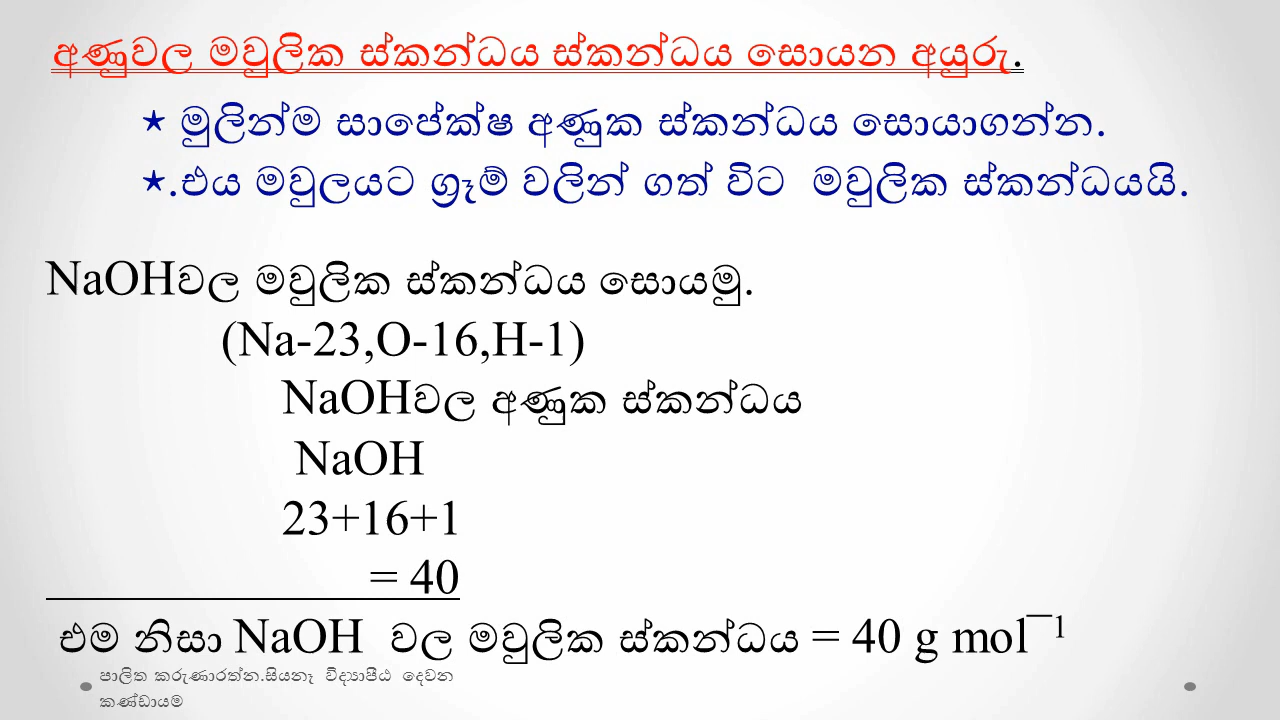 අණුවල මවුලික ස්කන්ධය ස්කන්ධය සොයන අයුරු.
★ මුලින්ම සාපේක්ෂ අණුක ස්කන්ධය සොයාගන්න.
★.එය මවුලයට ග්‍රෑම් වලින් ගත් විට මවුලික ස්කන්ධයයි.
NaOHවල මවුලික ස්කන්ධය සොයමු.
(Na-23,O-16,H-1)
NaOHවල අණුක ස්කන්ධය
NaOH
23+16+1
= 40
එම නිසා NaOH වල මවුලික ස්කන්ධය = 40 g mol¯¹
පාලිත කරුණාරත්න.සියනෑ විද්‍යාපීඨ දෙවන
කණ්ඩායම